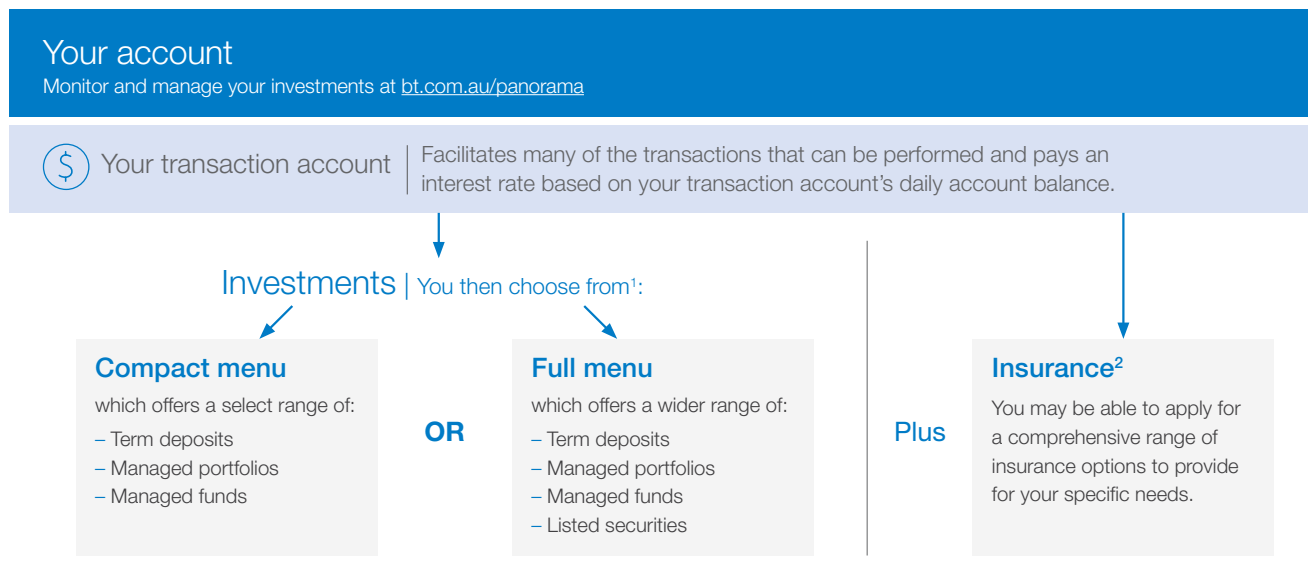 Your account
Monitor and manage your investments at bt.com.au/panorama
$
Your transaction account
Facilitates many of the transactions that can be performed and pays an
interest rate based on your transaction account’s daily account balance.
Investments | You then choose from¹:
Compact menu
which offers a select range of:
– Term deposits
– Managed portfolios
– Managed funds
OR
Full menu
which offers a wider range of:
– Term deposits
– Managed portfolios
– Managed funds
– Listed securities
Plus
Insurance²
You may be able to apply for
a comprehensive range of
insurance options to provide
for your specific needs.